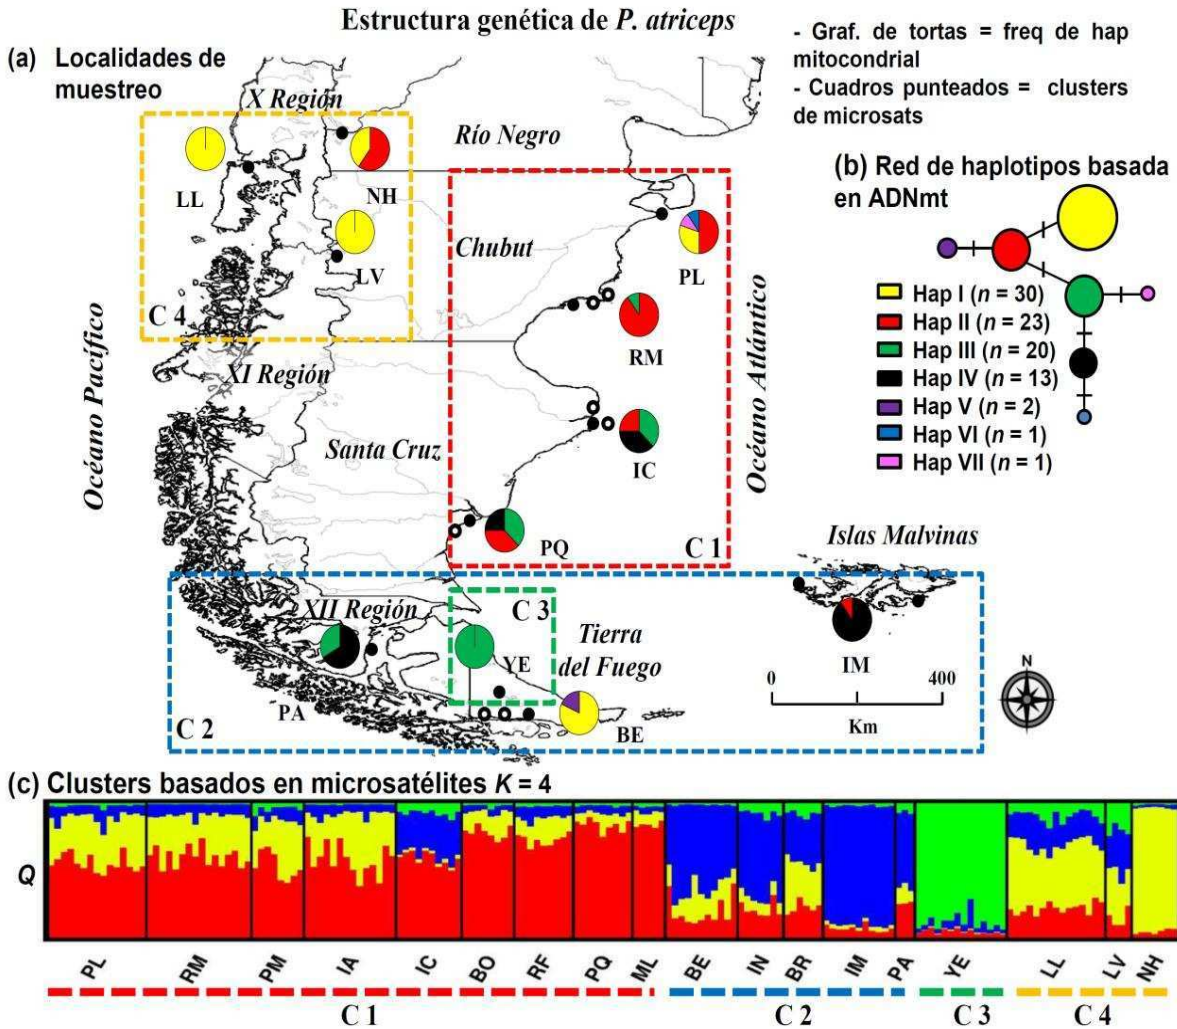 Estructura genética de P. atriceps
- Graf. de tortas = freq de hap
mitocondrial
- Cuadros punteados = clusters
de microsats
(a) Localidades de
muestreo
X Región
Río Negro
LL
NH
LV
Chubut
PL
C 4
RM
XI Región
Océano Pacífico
Océano Atlántico
Santa Cruz
IC
PQ
C 1
Islas Malvinas
XII Región
C 3
YE
Tierra
del Fuego
IM
PA
C 2
BE
0 400
Km
N
(b) Red de haplotipos basada
en ADNmt
Hap I (n = 30)
Hap II (n = 23)
Hap III (n = 20)
Hap IV (n = 13)
Hap V (n = 2)
Hap VI (n = 1)
Hap VII (n = 1)
(c) Clusters basados en microsatélites K = 4
Q
PL RM PM IA IC BO RF PQ ML BE IN BR IM PA YE LL LV NH
C 1 C 2 C 3 C 4